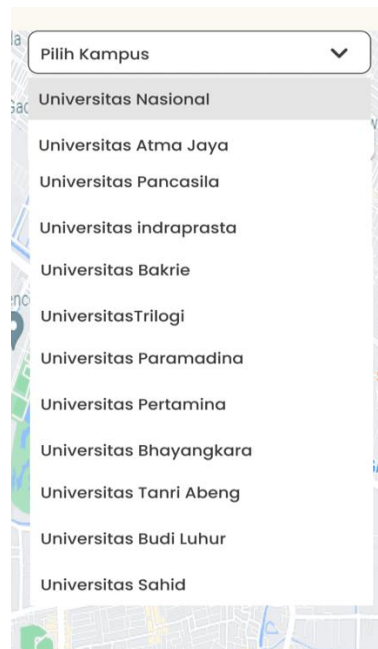 Pilih Kampus
Universitas Nasional
Universitas Atma Jaya
Universitas Pancasila
Universitas indraprasta
Universitas Bakrie
UniversitasTrilogi
Universitas Paramadina
Universitas Pertamina
Universitas Bhayangkara
Universitas Tanri Abeng
Universitas Budi Luhur
Universitas Sahid